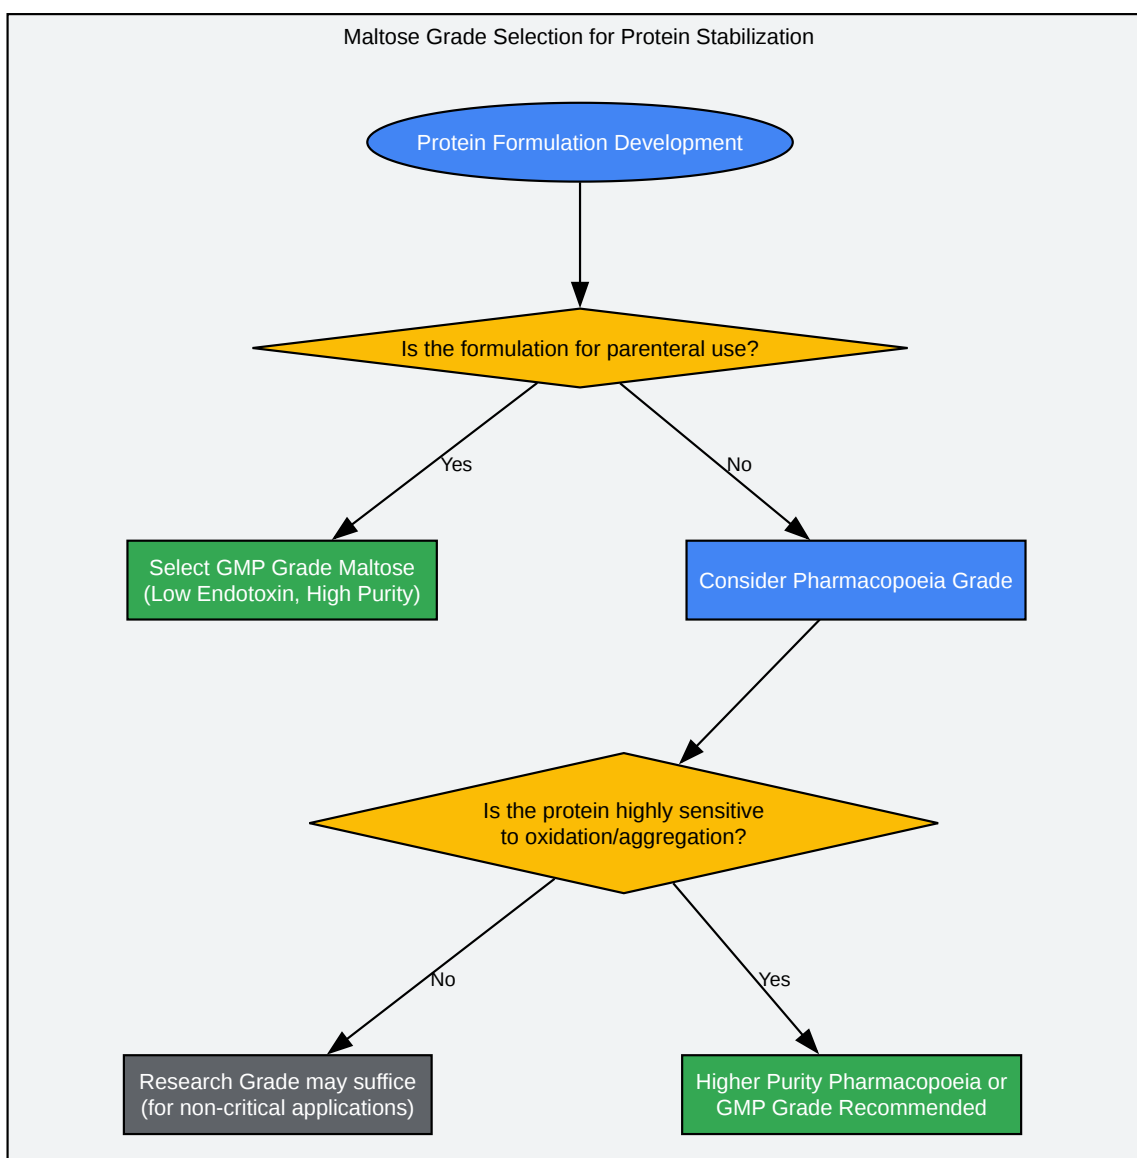 Maltose Grade Selection for Protein Stabilization
Protein Formulation Development
Is the formulation for parenteral use?
Yes
No
Select GMP Grade Maltose
(Low Endotoxin, High Purity)
Consider Pharmacopoeia Grade
Is the protein highly sensitive
to oxidation/aggregation?
No
Yes
Research Grade may suffice
(for non-critical applications)
Higher Purity Pharmacopoeia or
GMP Grade Recommended